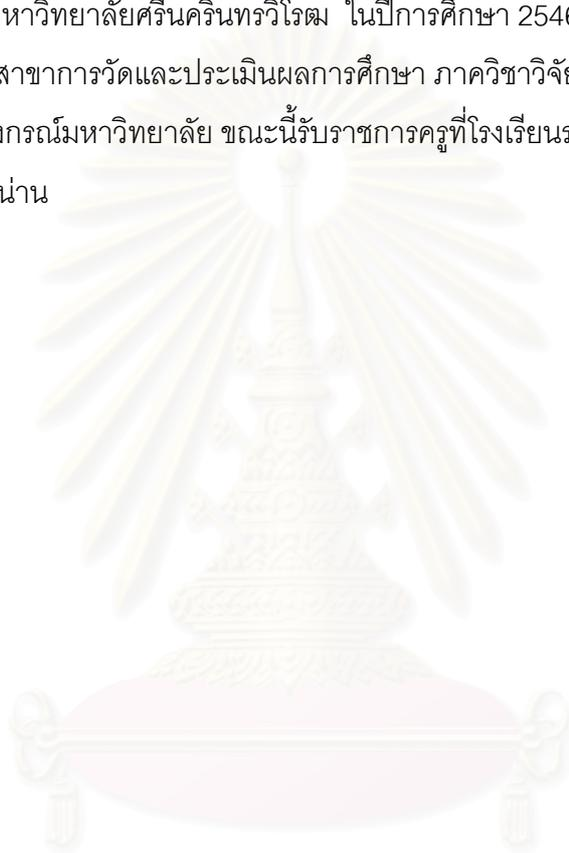 หาวิทยาลัยศรีนครินทรวิโรฒ ในปีการศึกษา 2546
สาขาการวัดและประเมินผลการศึกษา ภาควิชาวิจัย
งกรณ์มหาวิทยาลัย ขณะนี้รับราชการครูที่โรงเรียน
น่าน